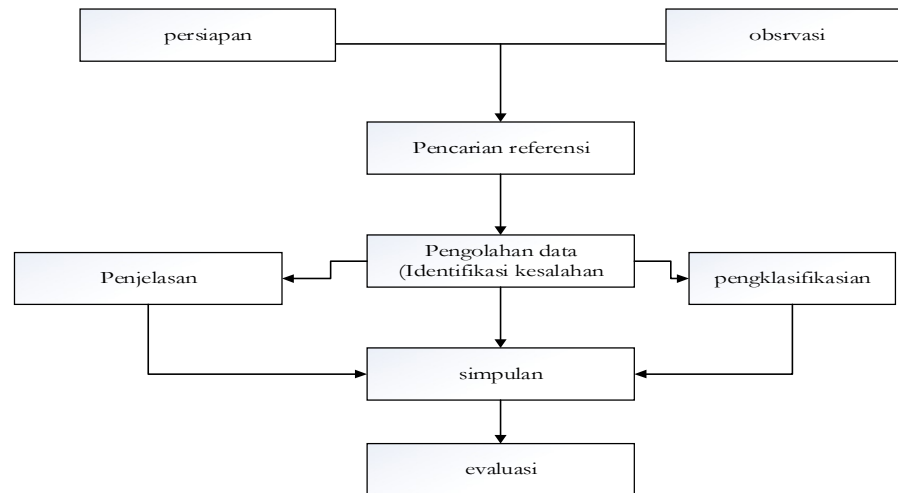 persiapan
obsrvasi
Pencarian referensi
Pengolahan data
(Identifikasi kesalahan
Penjelasan
pengklasifikasian
simpulan
evaluasi